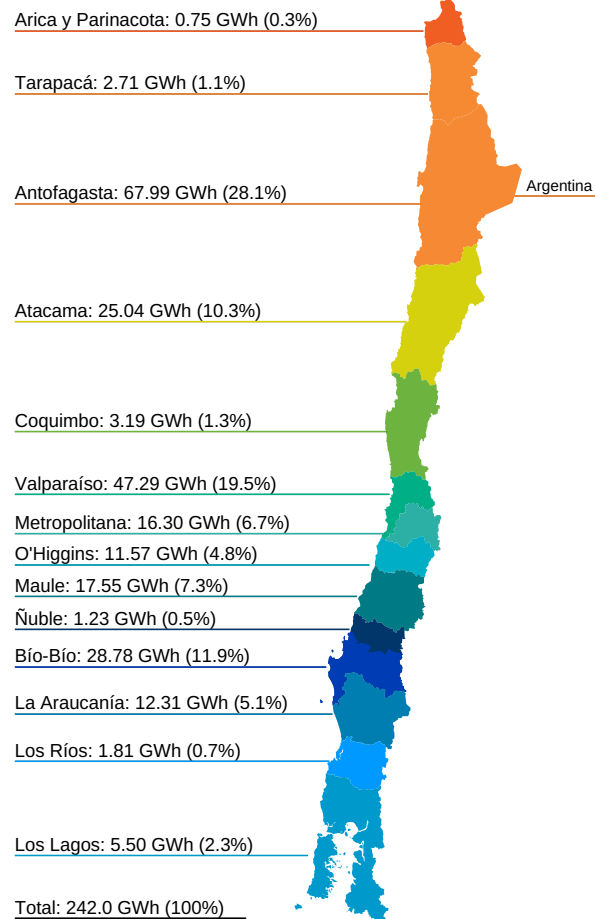 Arica y Parinacota: 0.75 GWh (0.3%)
Tarapacá: 2.71 GWh (1.1%)
Antofagasta: 67.99 GWh (28.1%)
Argentina
Atacama: 25.04 GWh (10.3%)
Coquimbo: 3.19 GWh (1.3%)
Valparaíso: 47.29 GWh (19.5%)
Metropolitana: 16.30 GWh (6.7%)
O'Higgins: 11.57 GWh (4.8%)
Maule: 17.55 GWh (7.3%)
Ñuble: 1.23 GWh (0.5%)
Bío-Bío: 28.78 GWh (11.9%)
La Araucanía: 12.31 GWh (5.1%)
Los Ríos: 1.81 GWh (0.7%)
Los Lagos: 5.50 GWh (2.3%)
Total: 242.0 GWh (100%)